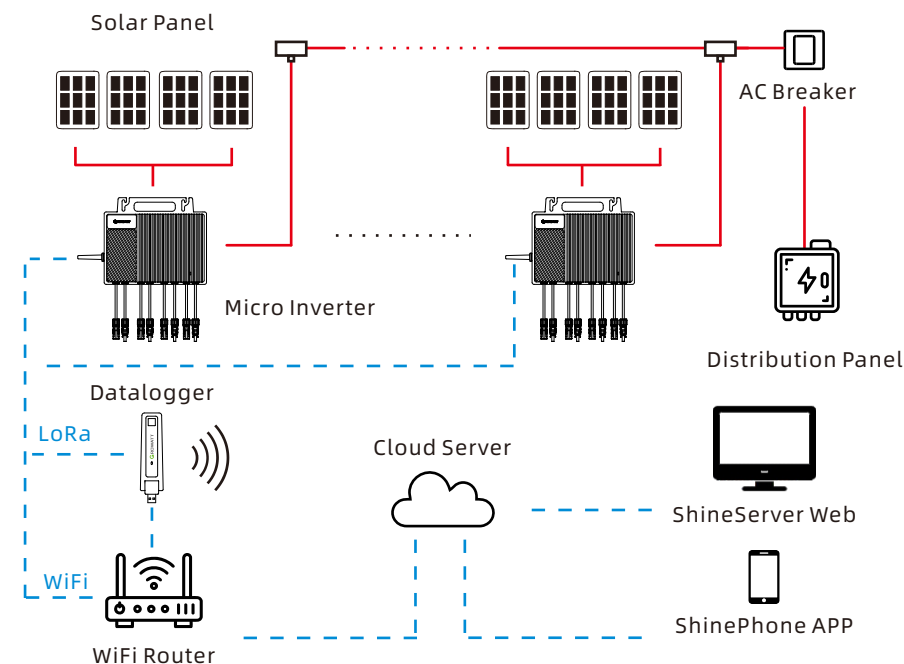 Solar Panel
AC Breaker
Micro Inverter
Distribution Panel
Datalogger
LoRa
GROWATT
Cloud Server
ShineServer Web
WiFi
ShinePhone APP
WiFi Router